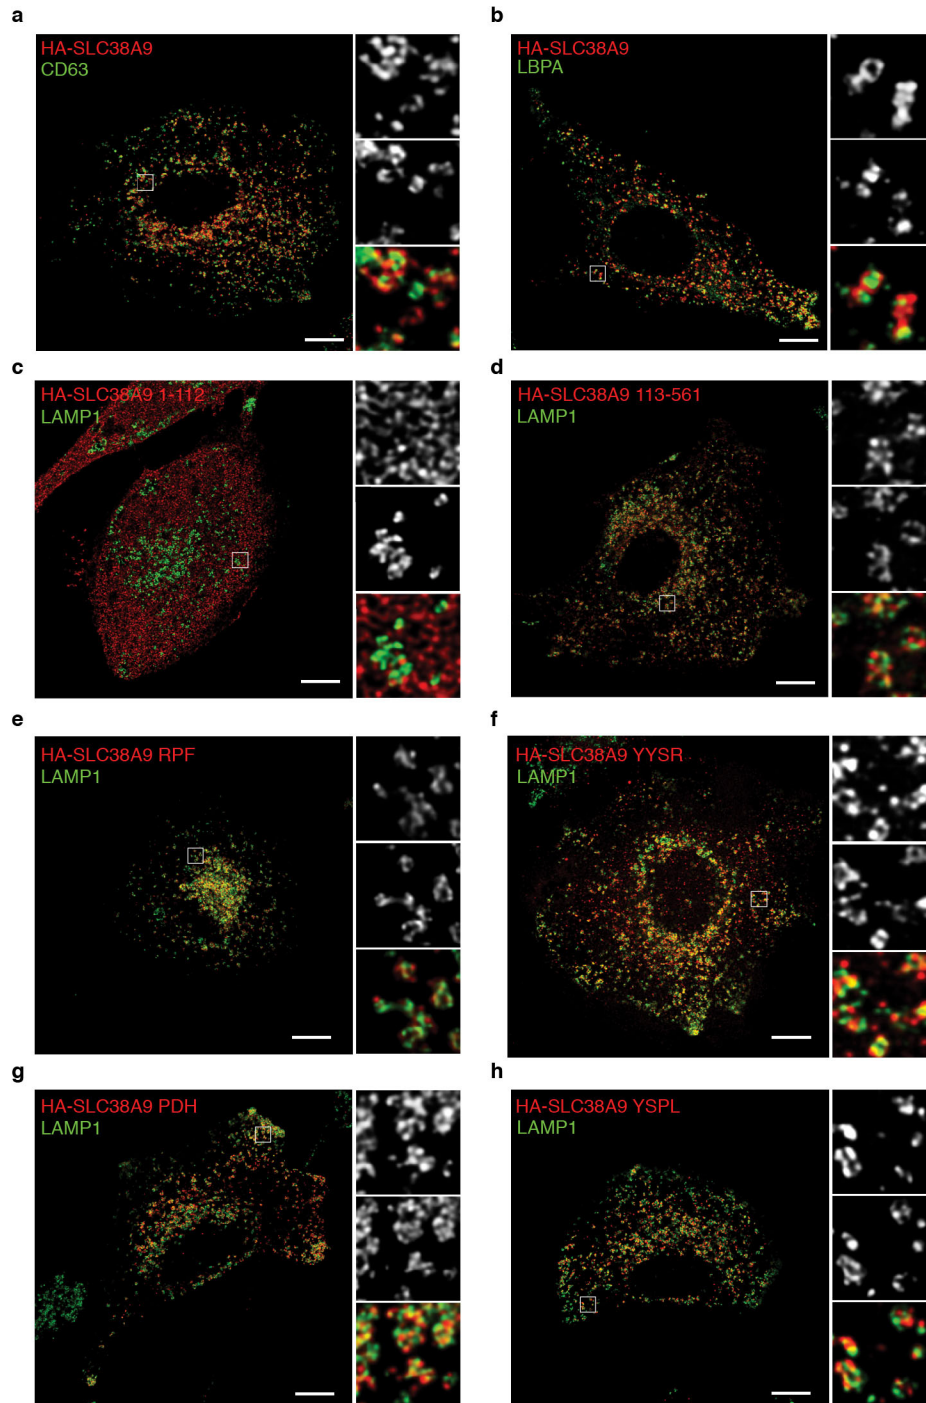 a
HA-SLC38A9
CD63
b
HA-SLC38A9
LBPA
c
HA-SLC38A9 1-112
LAMP1
d
HA-SLC38A9 113-561
LAMP1
e
HA-SLC38A9 RPF
LAMP1
f
HA-SLC38A9 YYSR
LAMP1
g
HA-SLC38A9 PDH
LAMP1
h
HA-SLC38A9 YSPL
LAMP1